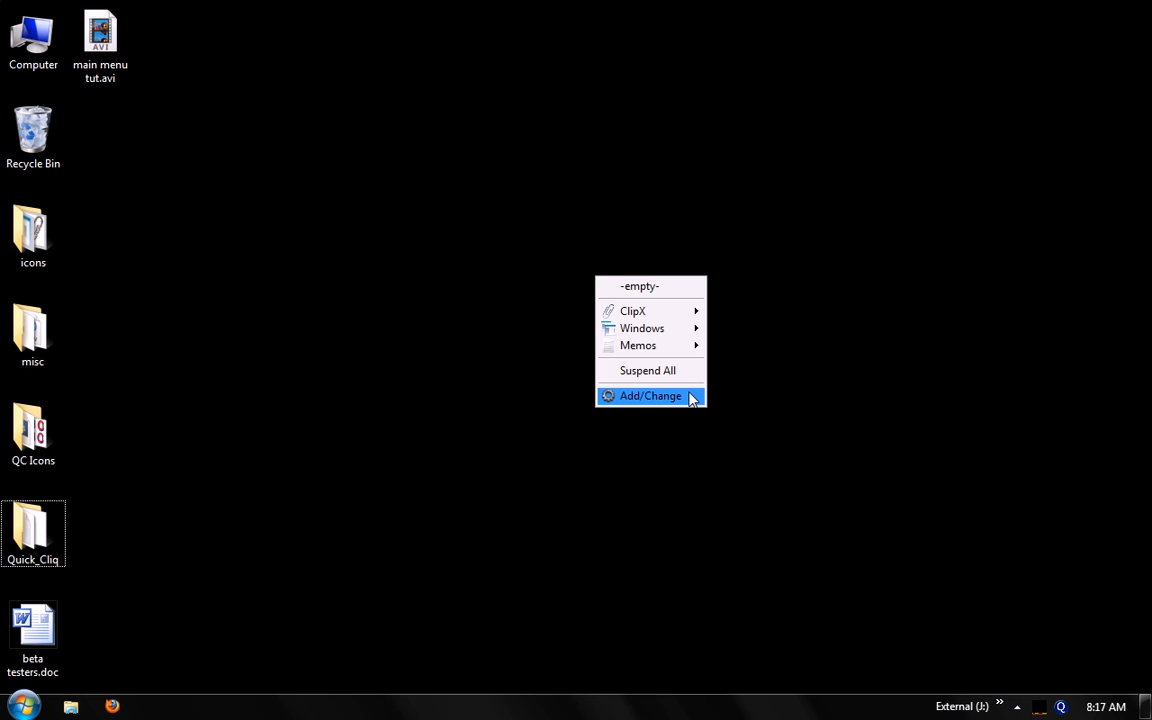 Computer
main menu
tut.avi
AVI
Recycle Bin
icons
misc
QC Icons
Quick_Cliq
beta
testers.doc
-empty-
ClipX
Windows
Memos
Suspend All
Add/Change
External (J:)
8:17 AM